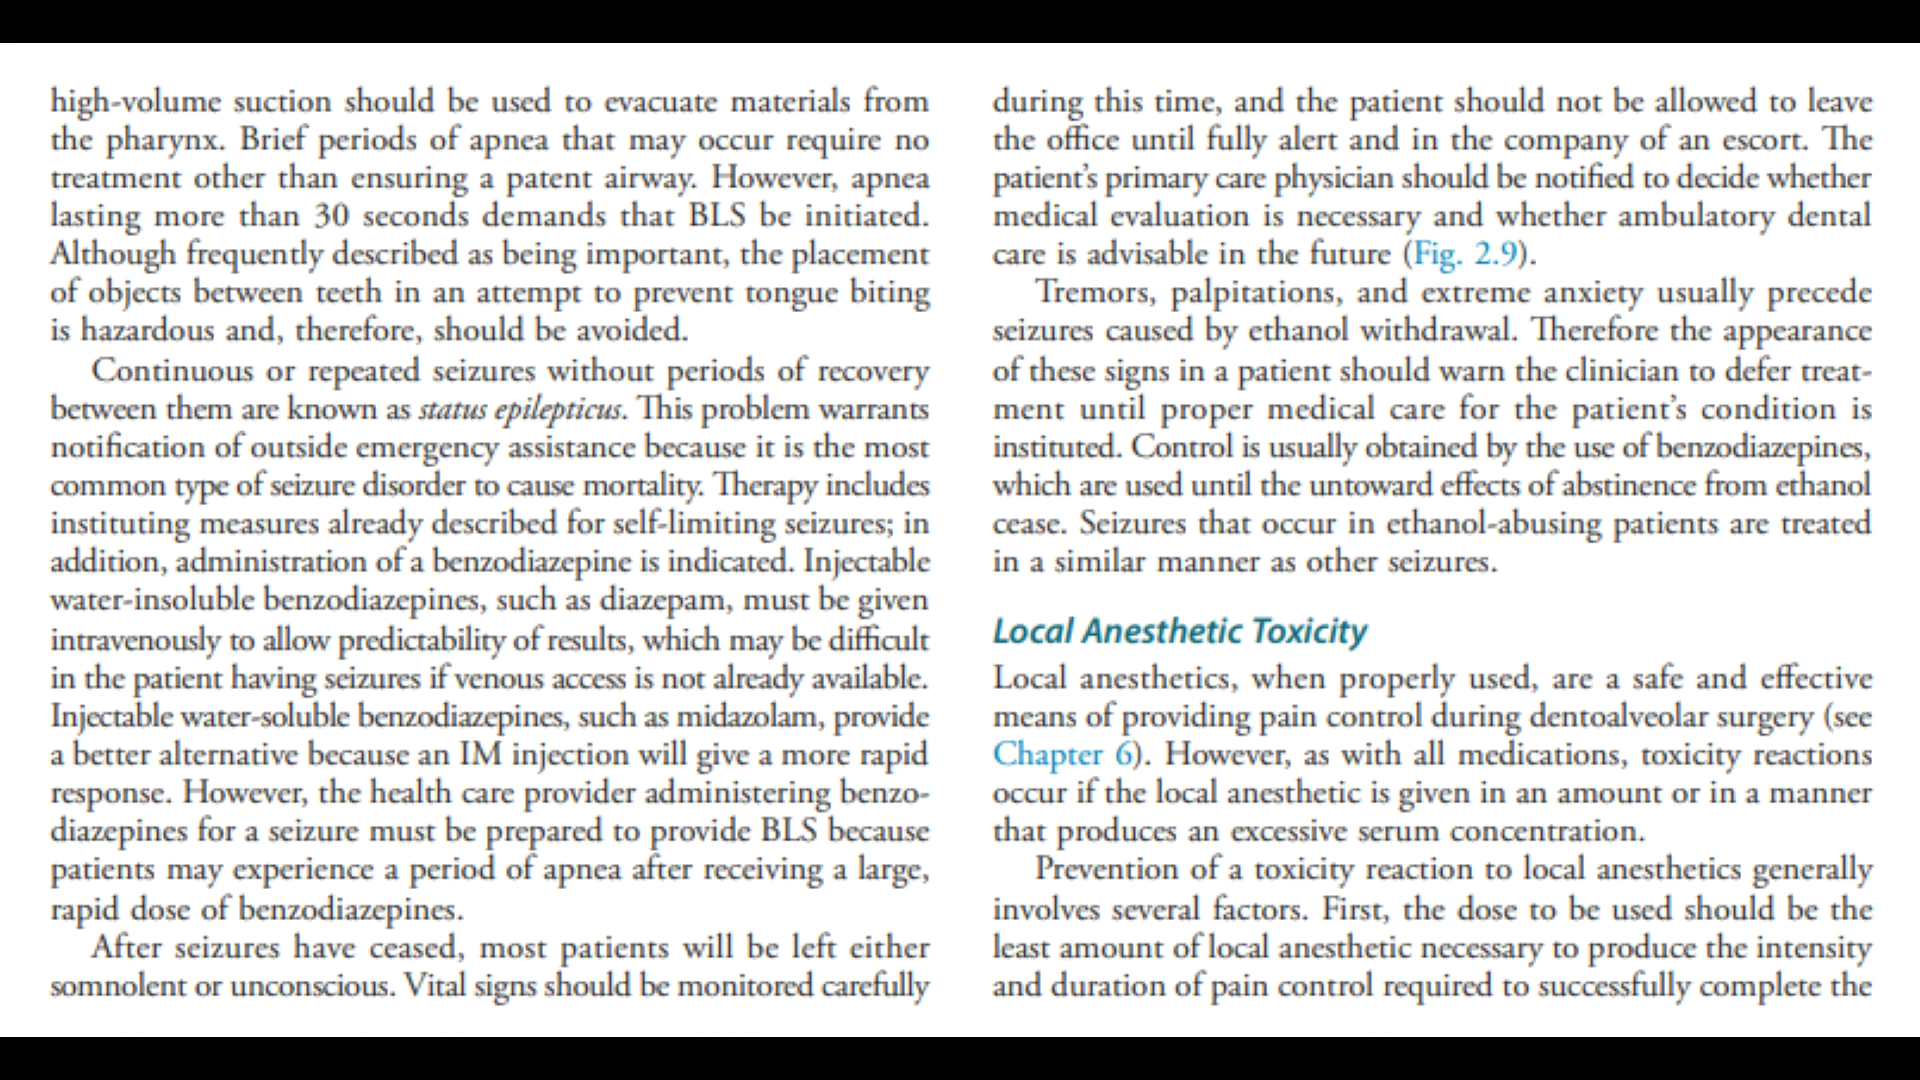 high-volume suction should be used to evacuate materials from
the pharynx. Brief periods of apnea that may occur require no
treatment other than ensuring a patent airway. However, apnea
lasting more than 30 seconds demands that BLS be initiated.
Although frequently described as being important, the placement
of objects between teeth in an attempt to prevent tongue biting
is hazardous and, therefore, should be avoided.
Continuous or repeated seizures without periods of recovery
between them are known as status epilepticus. This problem warrants
notification of outside emergency assistance because it is the most
common type of seizure disorder to cause mortality. Therapy includes
instituting measures already described for self-limiting seizures; in
addition, administration of a benzodiazepine is indicated. Injectable
water-insoluble benzodiazepines, such as diazepam, must be given
intravenously to allow predictability of results, which may be difficult
in the patient having seizures if venous access is not already available.
Injectable water-soluble benzodiazepines, such as midazolam, provide
a better alternative because an IM injection will give a more rapid
response. However, the health care provider administering benzo-
diazepines for a seizure must be prepared to provide BLS because
patients may experience a period of apnea after receiving a large,
rapid dose of benzodiazepines.
After seizures have ceased, most patients will be left either
somnolent or unconscious. Vital signs should be monitored carefully
during this time, and the patient should not be allowed to leave
the office until fully alert and in the company of an escort. The
patient's primary care physician should be notified to decide whether
medical evaluation is necessary and whether ambulatory dental
care is advisable in the future (Fig. 2.9).
Tremors, palpitations, and extreme anxiety usually precede
seizures caused by ethanol withdrawal. Therefore the appearance
of these signs in a patient should warn the clinician to defer treat-
ment until proper medical care for the patient's condition is
instituted. Control is usually obtained by the use of benzodiazepines,
which are used until the untoward effects of abstinence from ethanol
cease. Seizures that occur in ethanol-abusing patients are treated
in a similar manner as other seizures.
Local Anesthetic Toxicity
Local anesthetics, when properly used, are a safe and effective
means of providing pain control during dentoalveolar surgery (see
Chapter 6). However, as with all medications, toxicity reactions
occur if the local anesthetic is given in an amount or in a manner
that produces an excessive serum concentration.
Prevention of a toxicity reaction to local anesthetics generally
involves several factors. First, the dose to be used should be the
least amount of local anesthetic necessary to produce the intensity
and duration of pain control required to successfully complete the